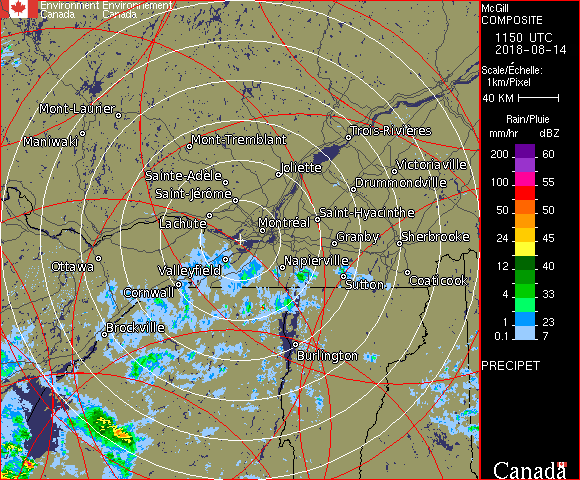 Environment Environnement
Canada Canada
McGill
COMPOSITE
1150 UTC
2018-08-14
Scale/Échelle:
1km/Pixel
40 KM
Rain/Pluie
mm/hr dBZ
200 60
100 55
50 50
24 45
12 40
4 33
1 23
0.1 7
PRECIPET
Canada
Mont-Laurier
Maniwaki
Mont-Tremblant
Trois-Rivières
Joliette
Victoriaville
Sainte-Adèle
Drummondville
Saint-Jérôme
Lachute
Saint-Hyacinthe
Montréal
Granby
Sherbrooke
Ottawa
Valleyfield
Napierville
Cornwall
Sutton
Coaticook
Brockville
Burlington